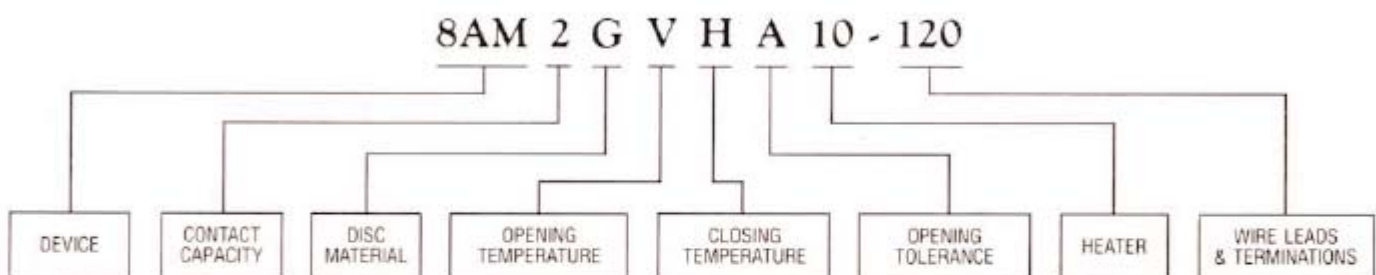 8AM 2 G V H A 10 - 120
DEVICE
CONTACT
CAPACITY
DISC
MATERIAL
OPENING
TEMPERATURE
CLOSING
TEMPERATURE
OPENING
TOLERANCE
HEATER
WIRE LEADS
& TERMINATIONS